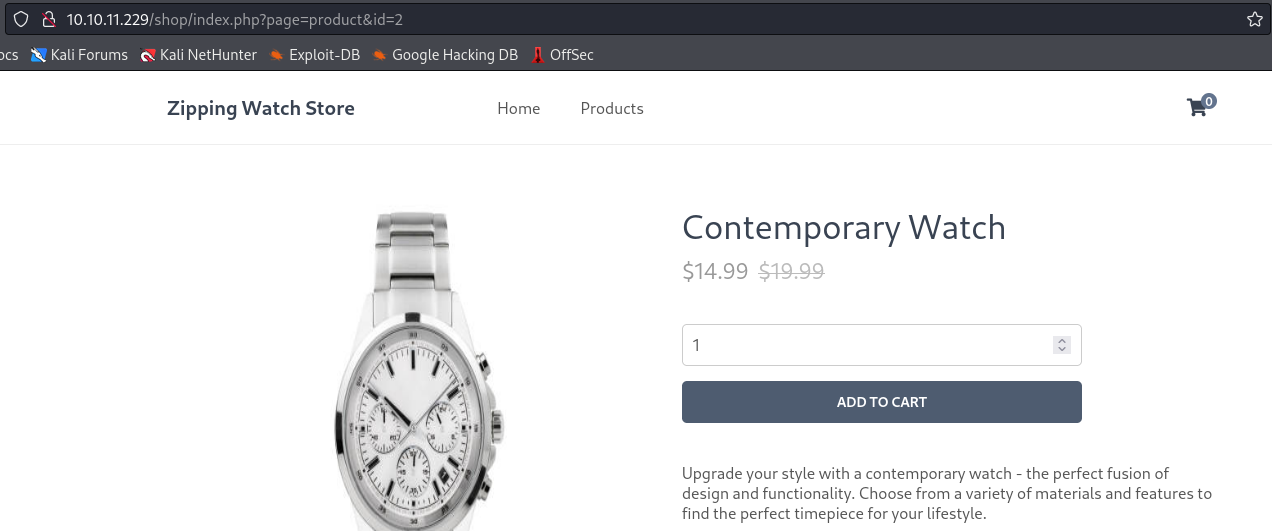 10.10.11.229/shop/index.php?page=product&id=2
ocs Kali Forums Kali NetHunter Exploit-DB Google Hacking DB OffSec
Zipping Watch Store Home Products 0
Contemporary Watch
$14.99 $19.99
1
ADD TO CART
Upgrade your style with a contemporary watch - the perfect fusion of
design and functionality. Choose from a variety of materials and features to
find the perfect timepiece for your lifestyle.